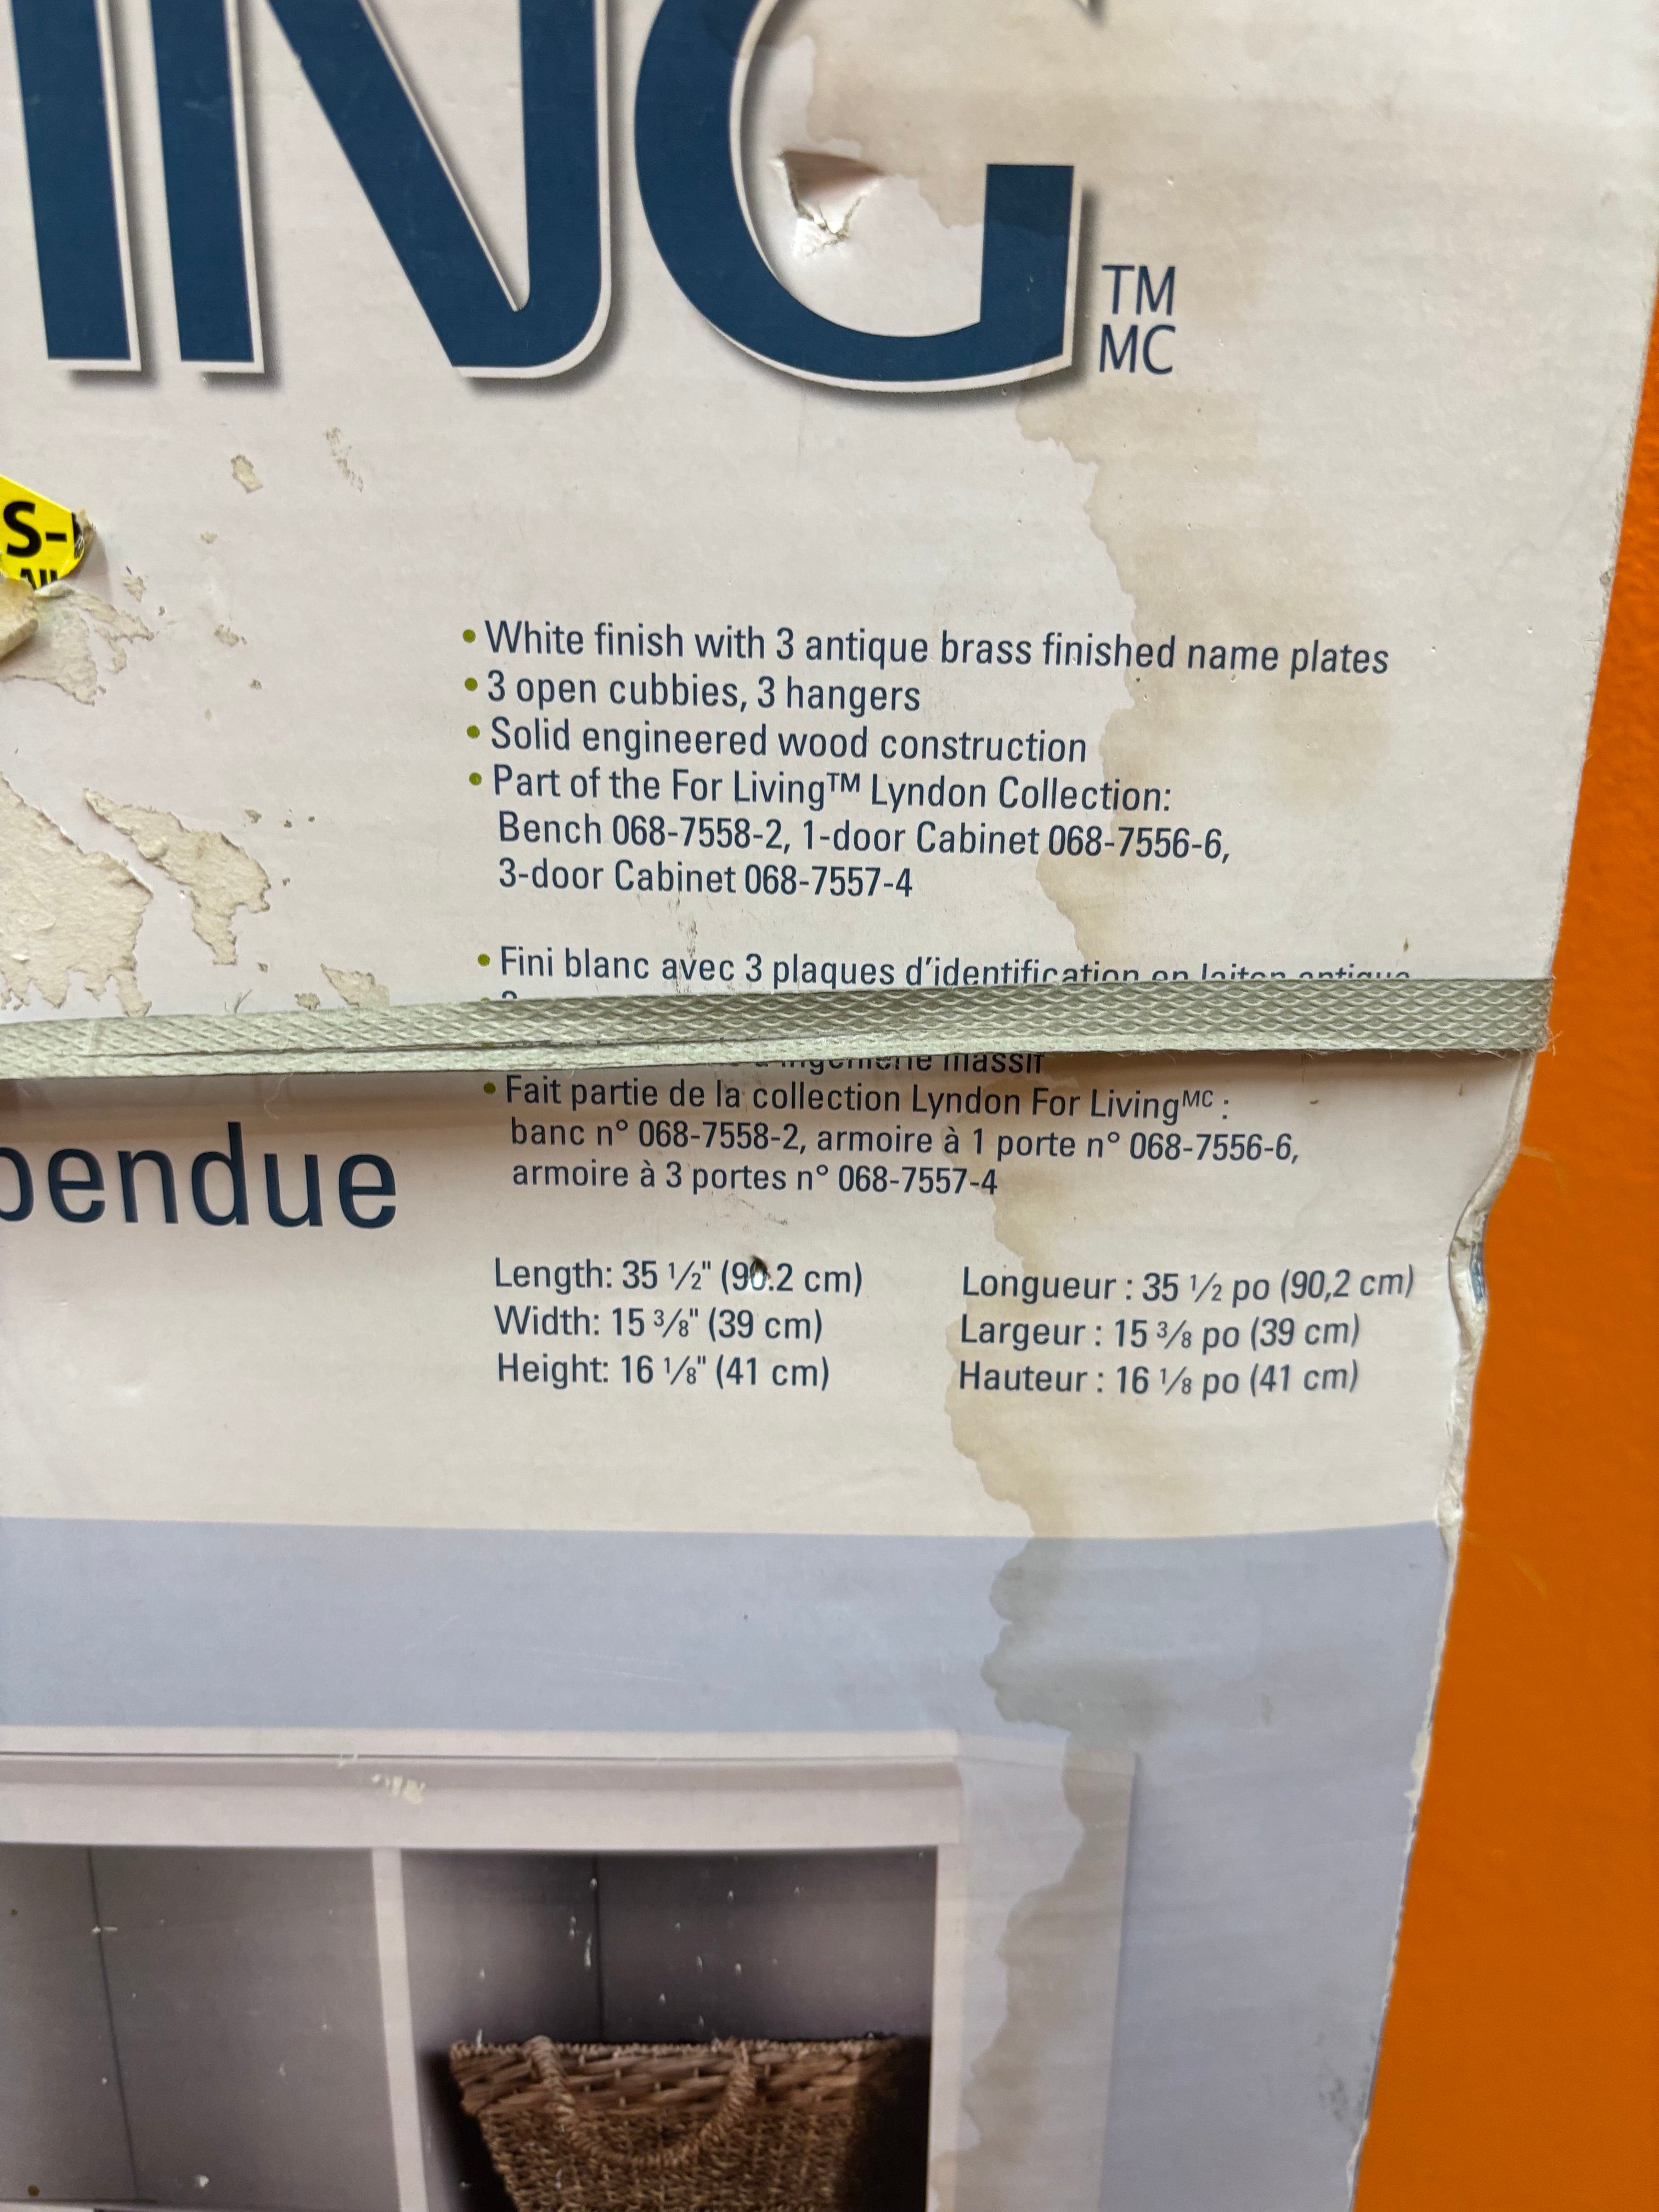 ING
TM
MC
S-
All
• White finish with 3 antique brass finished name plates
• 3 open cubbies, 3 hangers
• Solid engineered wood construction
• Part of the For Living™ Lyndon Collection:
Bench 068-7558-2, 1-door Cabinet 068-7556-6,
3-door Cabinet 068-7557-4
• Fini blanc avec 3 plaques d'identification en laiton antique
massif
• Fait partie de la collection Lyndon For Livingᴹᶜ :
banc n° 068-7558-2, armoire à 1 porte n° 068-7556-6,
armoire à 3 portes n° 068-7557-4
pendue
Length: 35 ½" (90.2 cm)
Width: 15 ⅜" (39 cm)
Height: 16 ⅛" (41 cm)
Longueur : 35 ½ po (90,2 cm)
Largeur : 15 ⅜ po (39 cm)
Hauteur : 16 ⅛ po (41 cm)